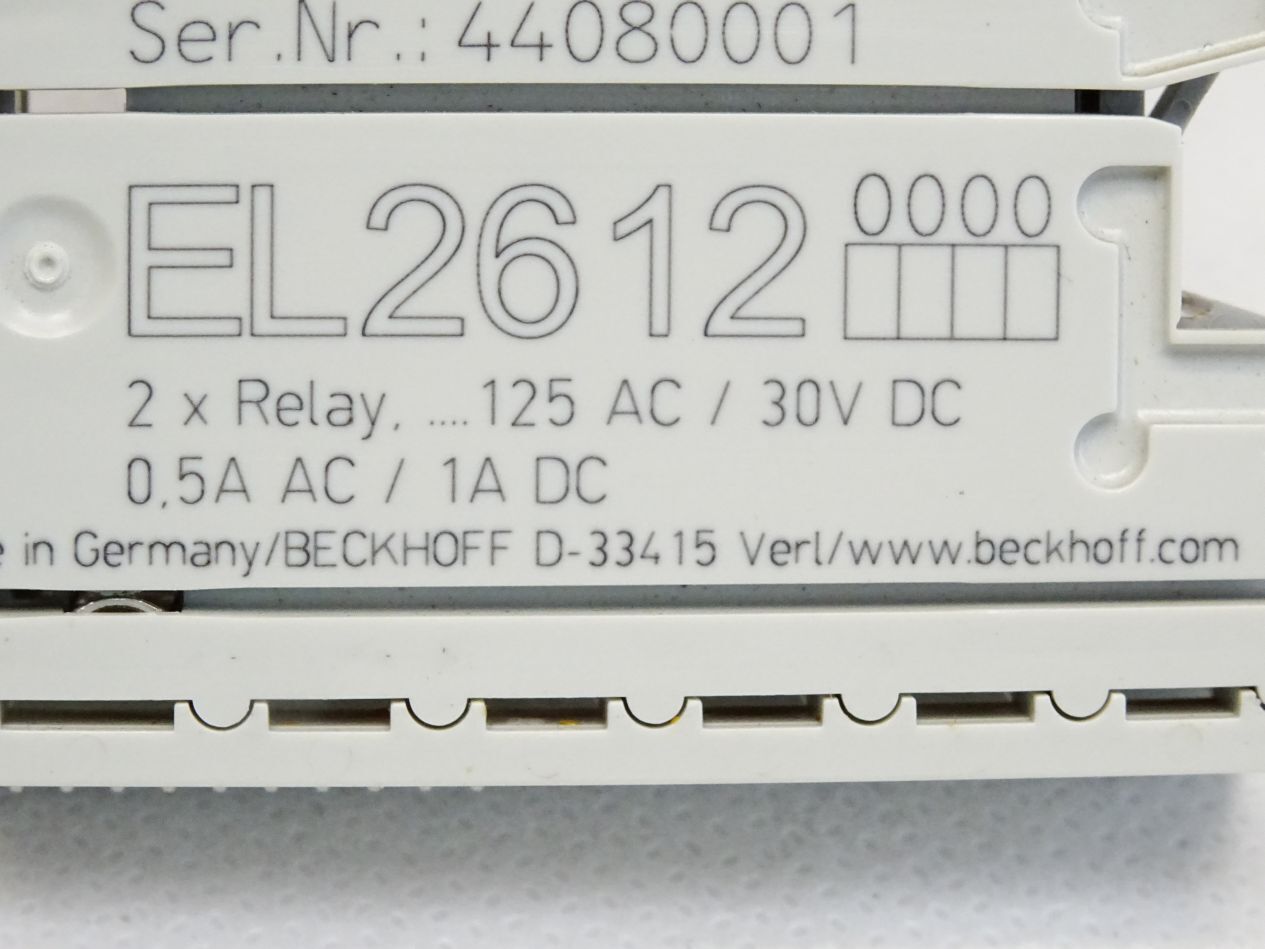 Ser.Nr.: 44080001
EL2612 0000
2 x Relay, ....125 AC / 30V DC
0,5A AC / 1A DC
e in Germany/BECKHOFF D-33415 Verl/www.beckhoff.com